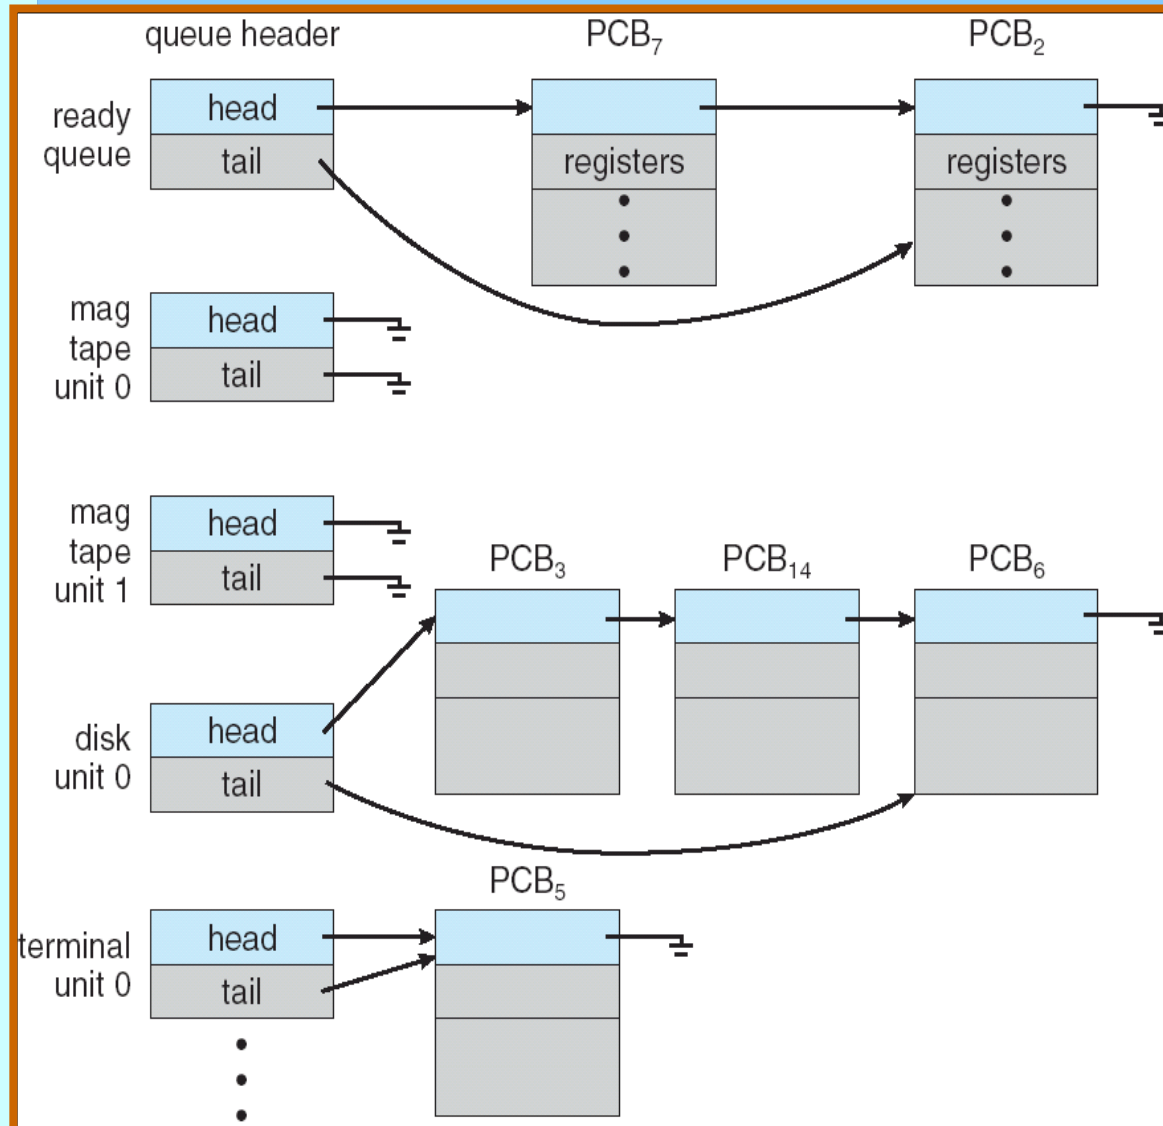 queue header
PCB7
PCB2
ready
queue
head
tail
registers
registers
mag
tape
unit 0
head
tail
mag
tape
unit 1
head
tail
PCB3
PCB14
PCB6
disk
unit 0
head
tail
PCB5
terminal
unit 0
head
tail